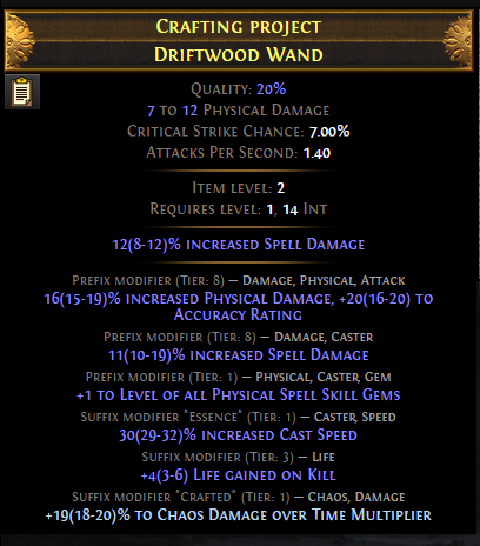 Crafting project
Driftwood Wand
Quality: 20%
7 to 12 Physical Damage
Critical Strike Chance: 7.00%
Attacks Per Second: 1.40
Item level: 2
Requires level: 1, 14 Int
12(8-12)% increased Spell Damage
Prefix modifier (Tier: 8) — Damage, Physical, Attack
16(15-19)% increased Physical Damage, +20(16-20) to
Accuracy Rating
Prefix modifier (Tier: 8) — Damage, Caster
11(10-19)% increased Spell Damage
Prefix modifier (Tier: 1) — Physical, Caster, Gem
+1 to Level of all Physical Spell Skill Gems
Suffix modifier "Essence" (Tier: 1) — Caster, Speed
30(29-32)% increased Cast Speed
Suffix modifier (Tier: 3) — Life
+4(3-6) Life gained on Kill
Suffix modifier "Crafted" (Tier: 1) — Chaos, Damage
+19(18-20)% to Chaos Damage over Time Multiplier